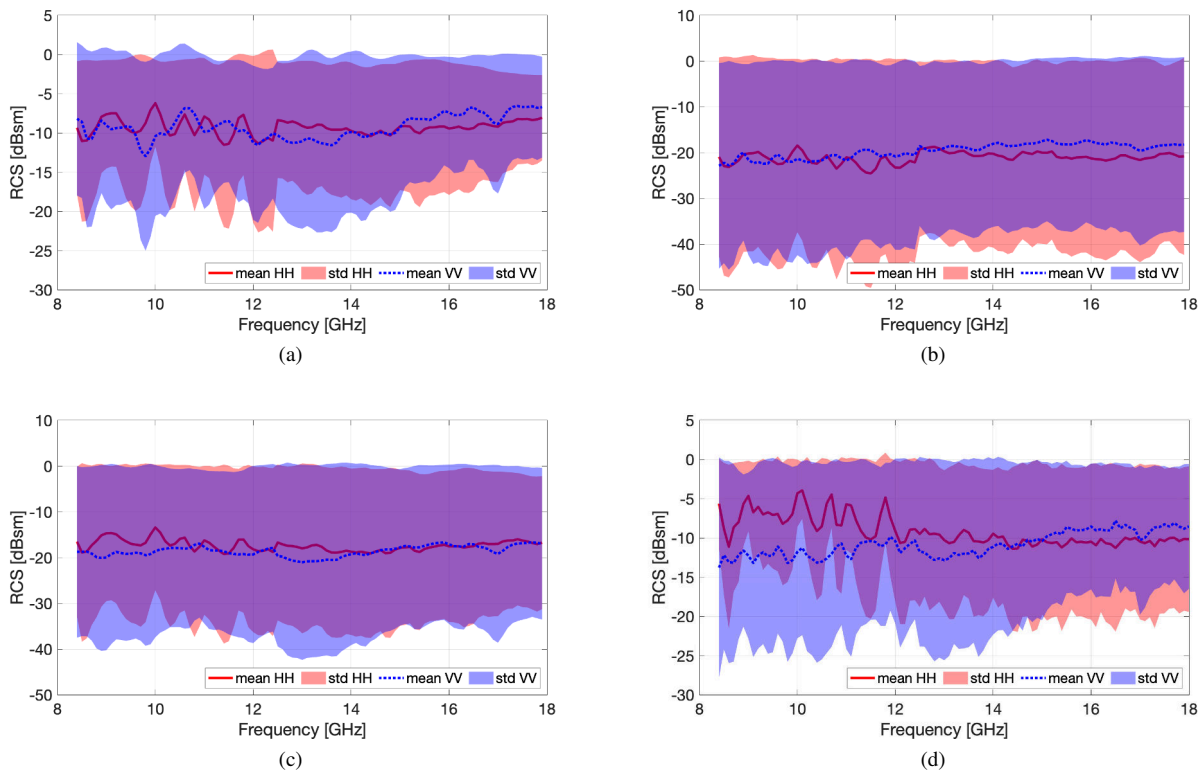 5
0
-5
-10
-15
-20
-25
-30
RCS [dBsm]
8 10 12 14 16 18
Frequency [GHz]
mean HH std HH mean VV std VV
(a)
10
0
-10
-20
-30
-40
-50
RCS [dBsm]
8 10 12 14 16 18
Frequency [GHz]
mean HH std HH mean VV std VV
(b)
10
0
-10
-20
-30
-40
-50
RCS [dBsm]
8 10 12 14 16 18
Frequency [GHz]
mean HH std HH mean VV std VV
(c)
5
0
-5
-10
-15
-20
-25
-30
RCS [dBsm]
8 10 12 14 16 18
Frequency [GHz]
mean HH std HH mean VV std VV
(d)